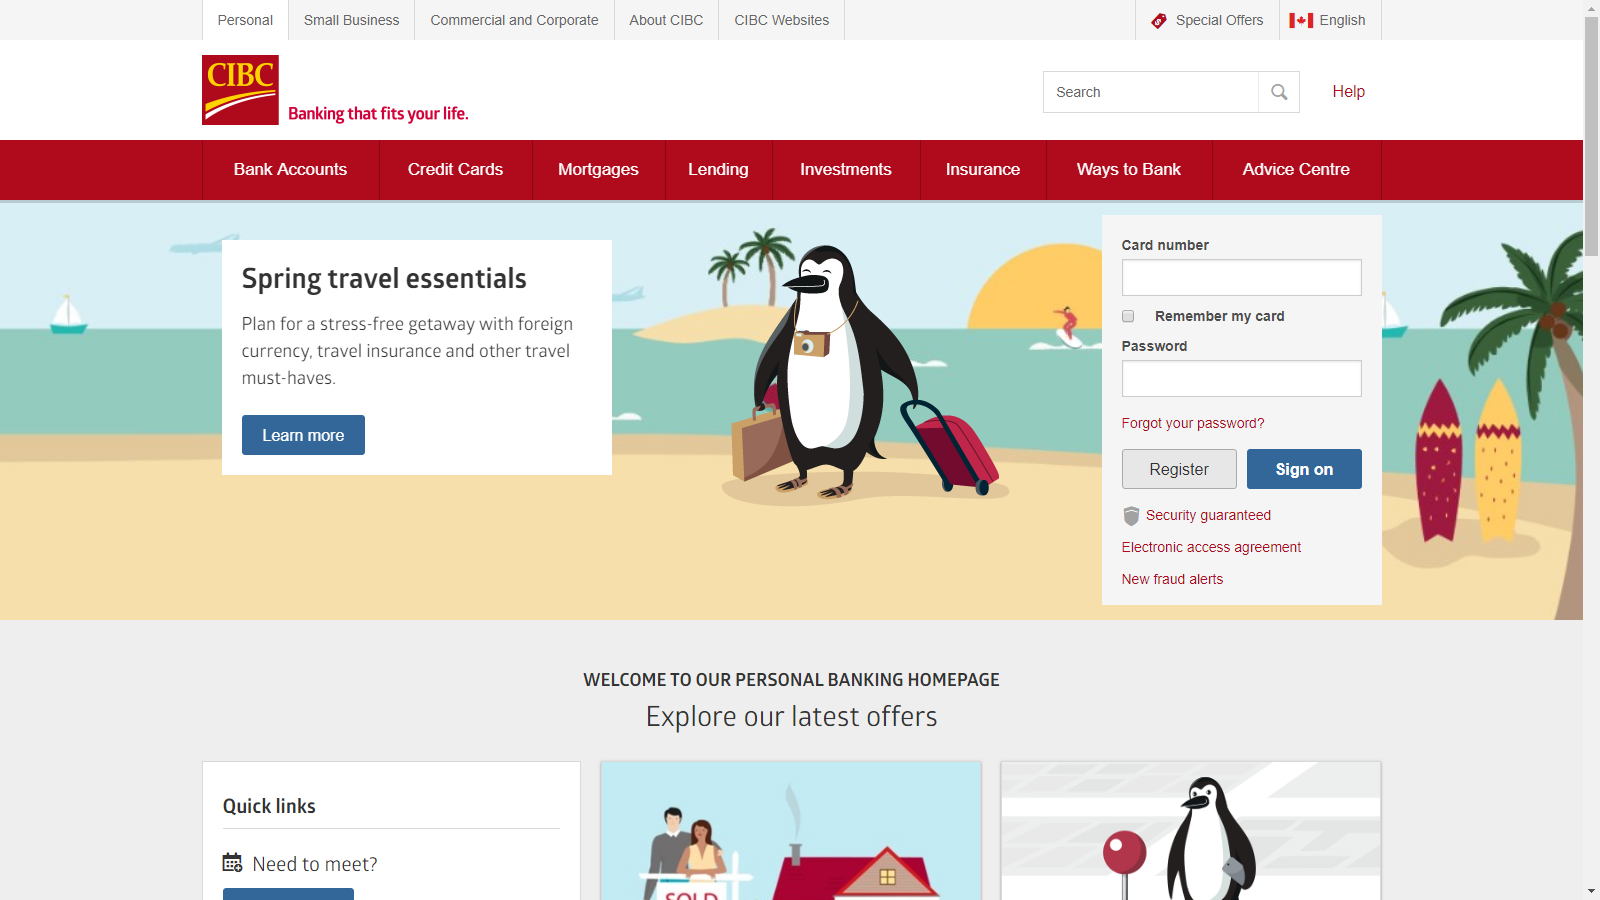 Personal
Small Business
Commercial and Corporate
About CIBC
CIBC Websites
Special Offers
English
CIBC
Banking that fits your life.
Search
Help
Bank Accounts
Credit Cards
Mortgages
Lending
Investments
Insurance
Ways to Bank
Advice Centre
Spring travel essentials
Plan for a stress-free getaway with foreign
currency, travel insurance and other travel
must-haves.
Learn more
Card number
Remember my card
Password
Forgot your password?
Register
Sign on
Security guaranteed
Electronic access agreement
New fraud alerts
WELCOME TO OUR PERSONAL BANKING HOMEPAGE
Explore our latest offers
Quick links
Need to meet?
SOLD